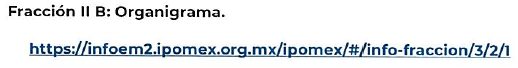 Fracción II B: Organigrama.
https://infoem2.ipomex.org.mx/ipomex/#/info-fraccion/3/2/1